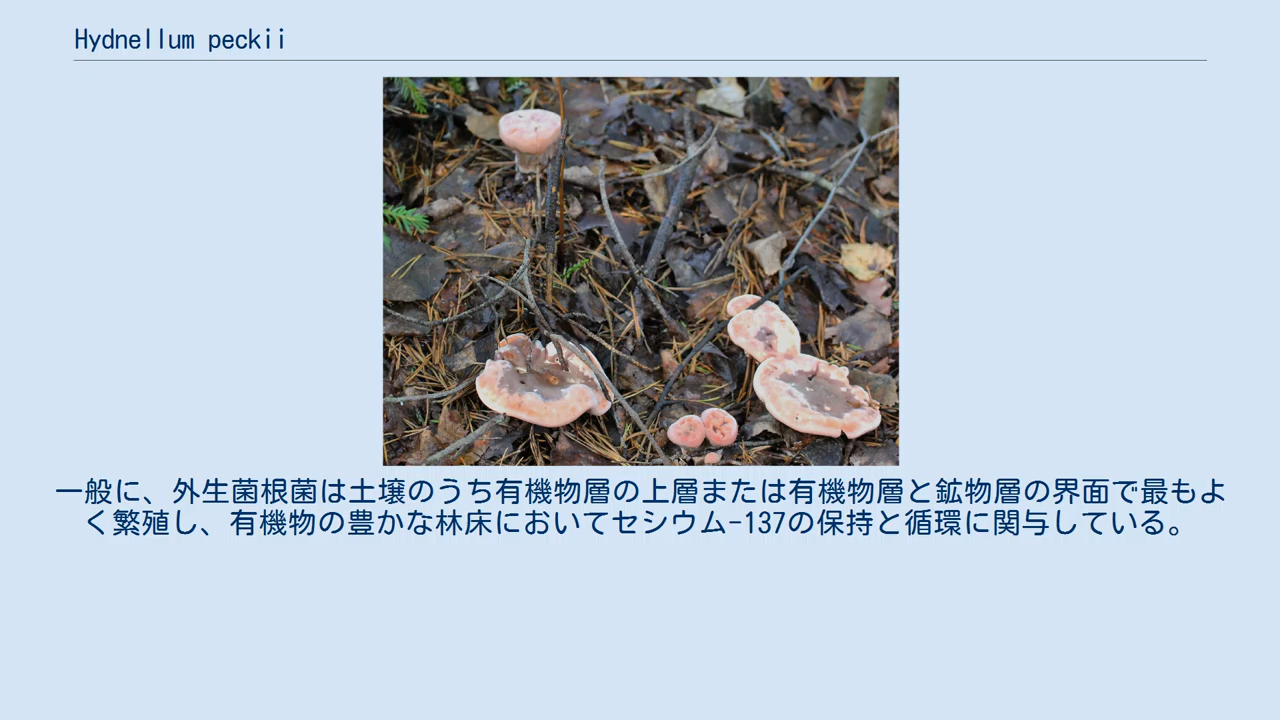 Hydnellum peckii
一般に、外生菌根菌は土壌のうち有機物層の上層または有機物層と鉱物層の界面で最もよ
く繁殖し、有機物の豊かな林床においてセシウム-137の保持と循環に関与している。